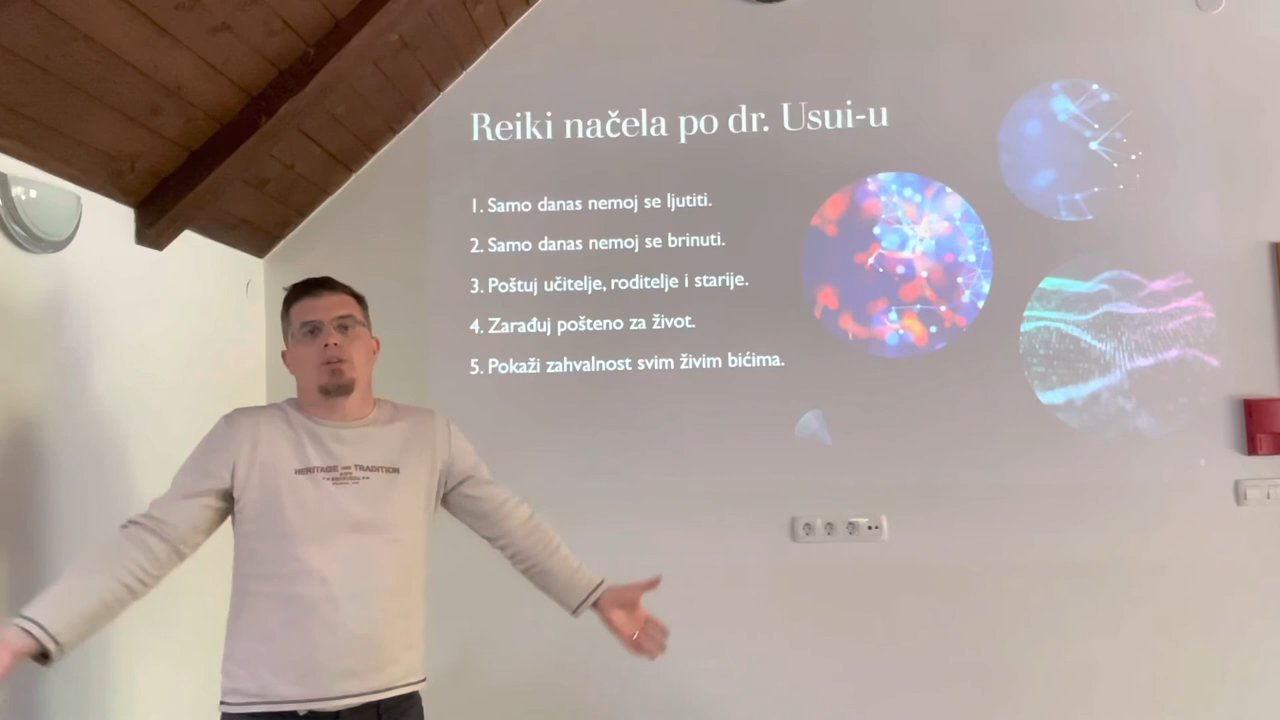 Reiki načela po dr. Usui-u
1. Samo danas nemoj se ljutiti.
2. Samo danas nemoj se brinuti.
3. Poštuj učitelje, roditelje i starije.
4. Zarađuj pošteno za život.
5. Pokaži zahvalnost svim živim bićima.
HERITAGE AND TRADITION